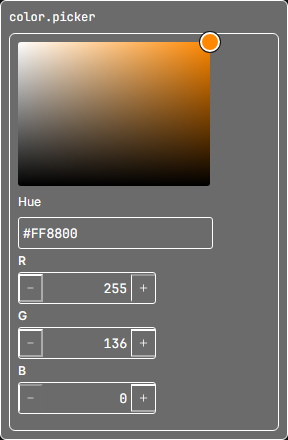 color.picker
Hue
#FF8800
R
− 255 +
G
− 136 +
B
− 0 +